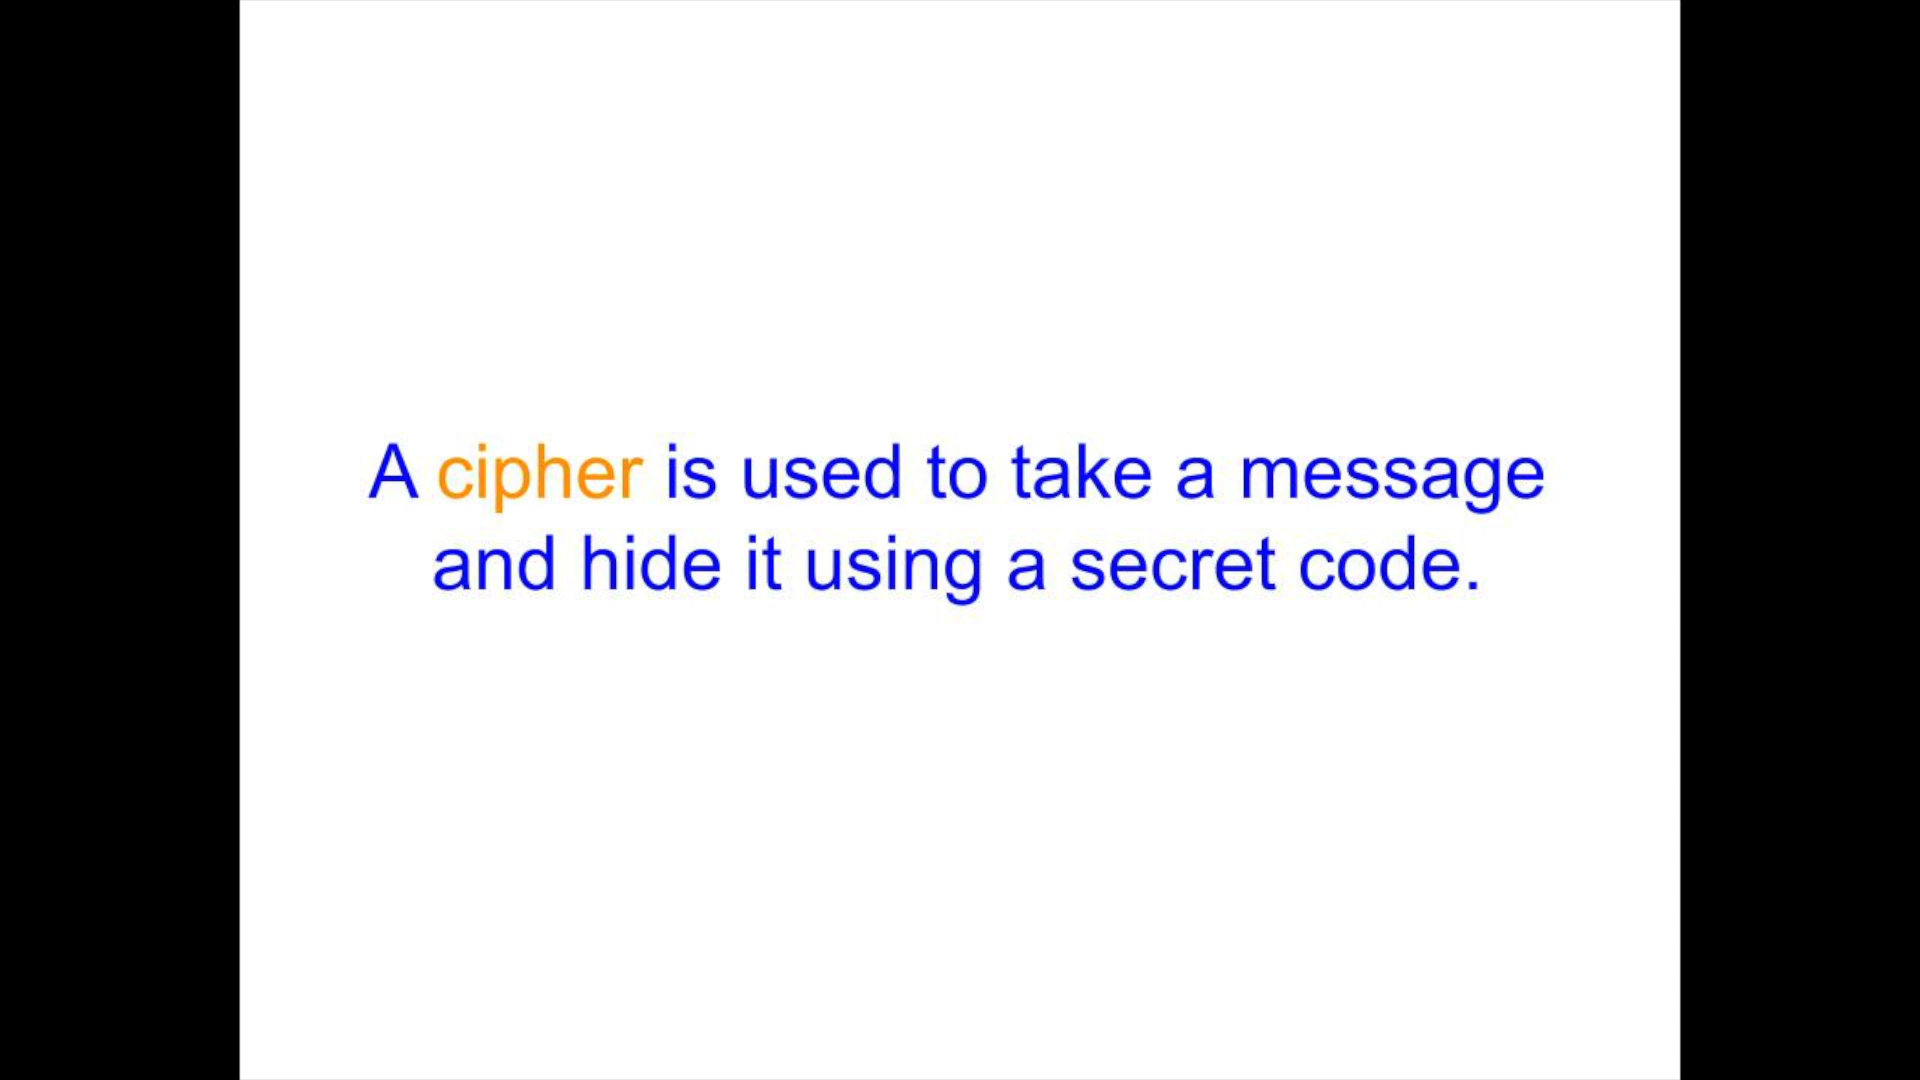 A cipher is used to take a message
and hide it using a secret code.